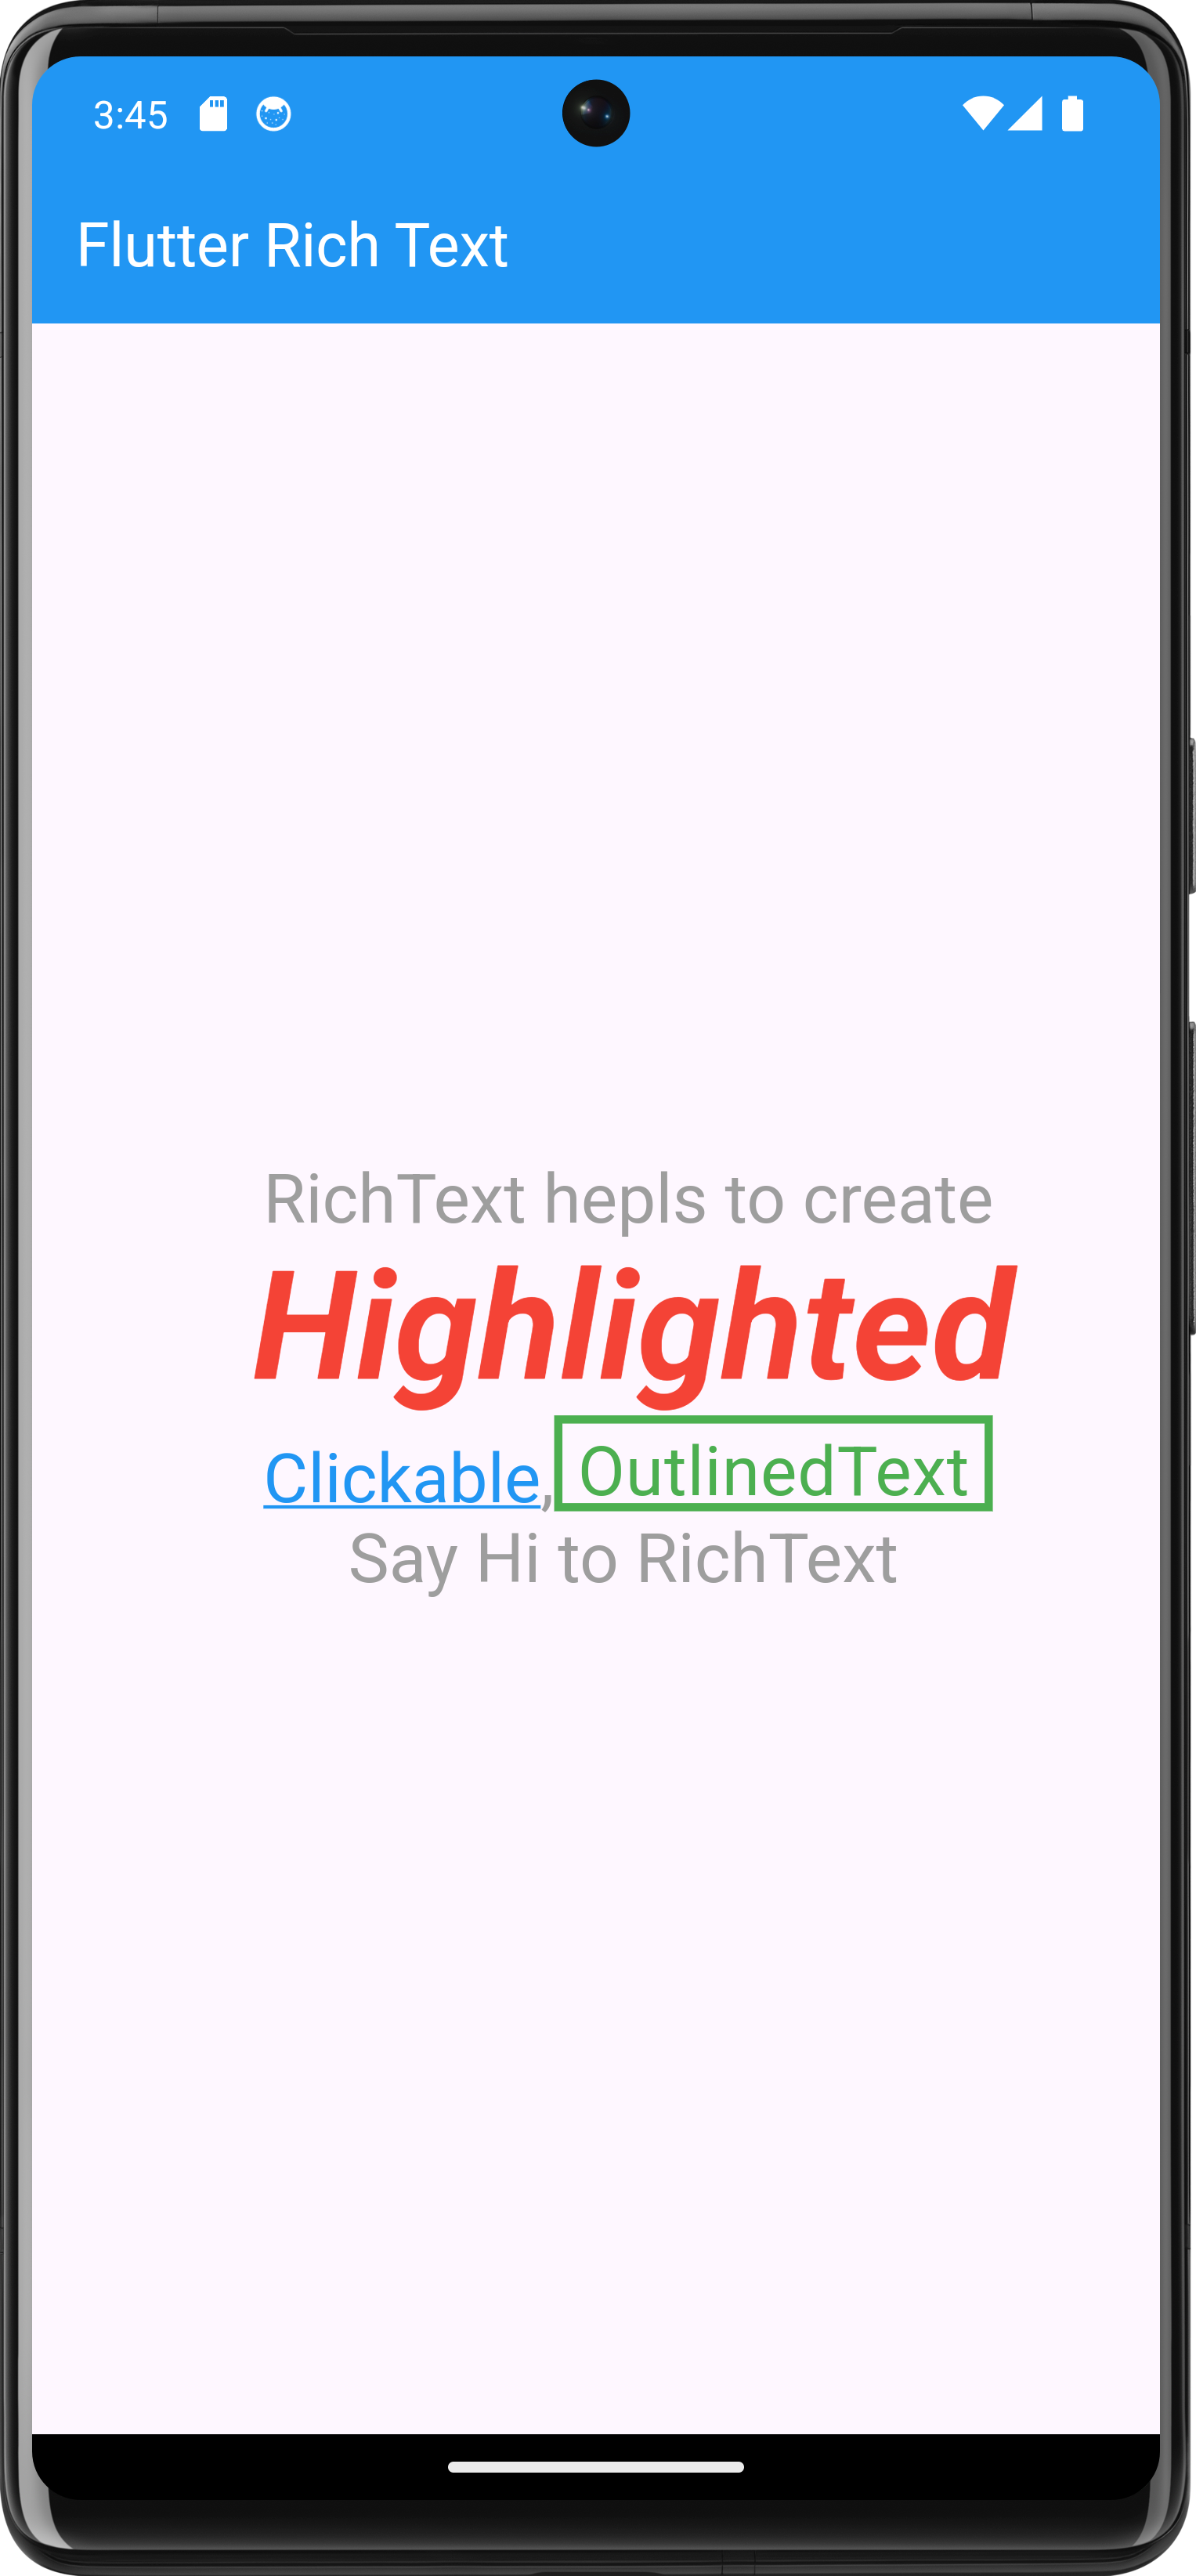 3:45
Flutter Rich Text
RichText hepls to create
Highlighted
Clickable, OutlinedText
Say Hi to RichText